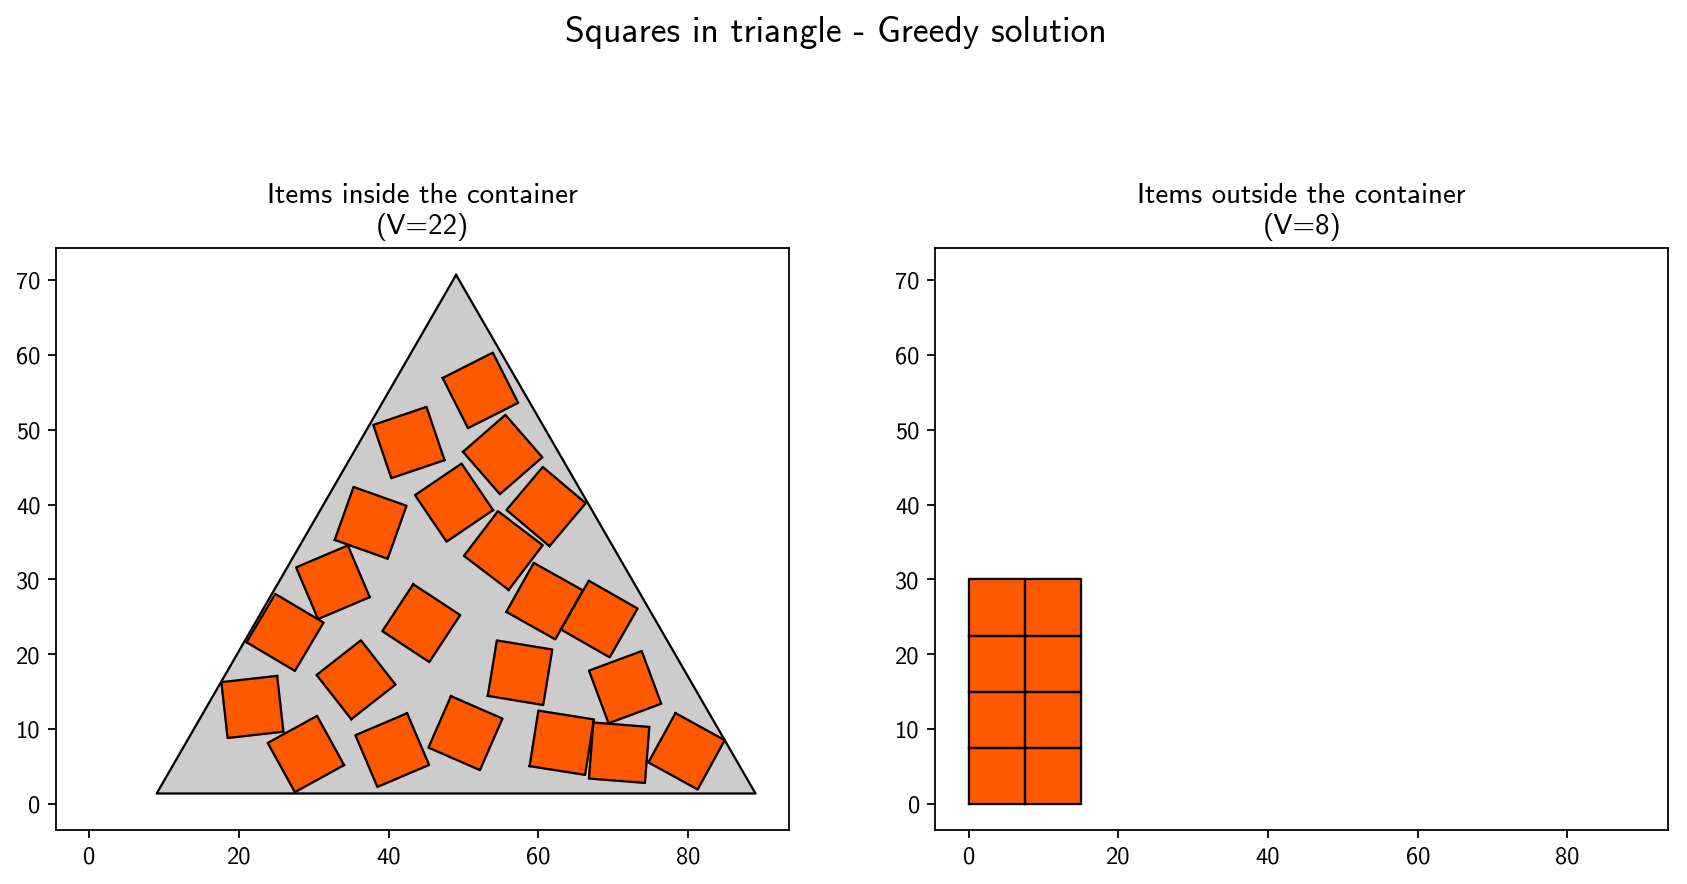 Squares in triangle - Greedy solution
Items inside the container
(V=22)
70
60
50
40
30
20
10
0
0 20 40 60 80
Items outside the container
(V=8)
70
60
50
40
30
20
10
0
0 20 40 60 80